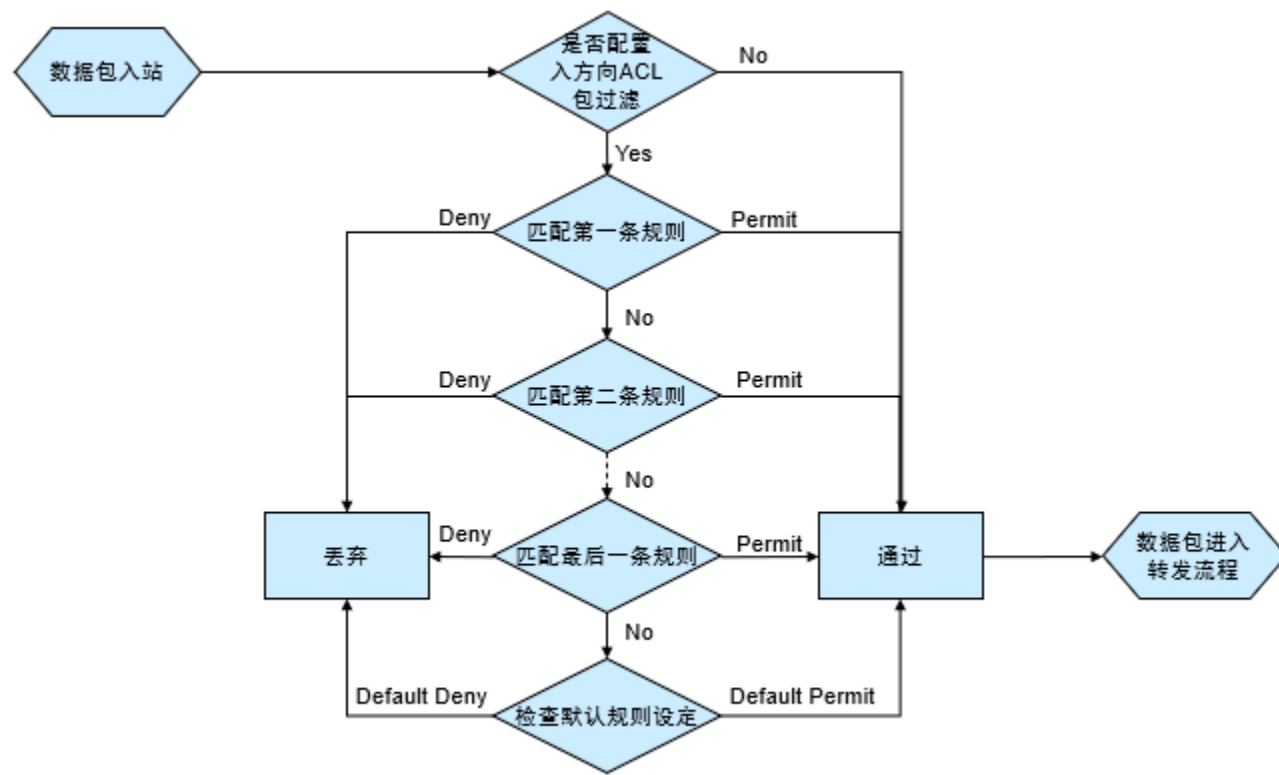 数据包入站
是否配置
入方向ACL
包过滤
No
Yes
Deny
匹配第一条规则
Permit
No
Deny
匹配第二条规则
Permit
No
丢弃
Deny
匹配最后一条规则
Permit
通过
数据包进入
转发流程
No
Default Deny
检查默认规则设定
Default Permit